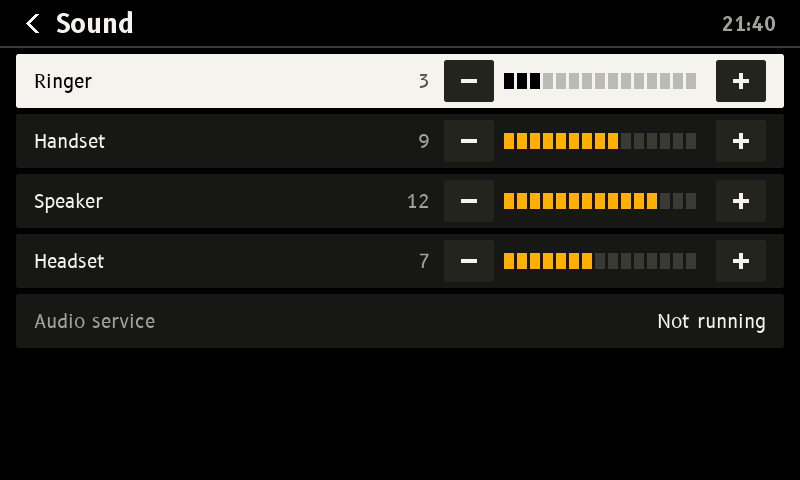 Sound
21:40
Ringer 3
Handset 9
Speaker 12
Headset 7
Audio service Not running